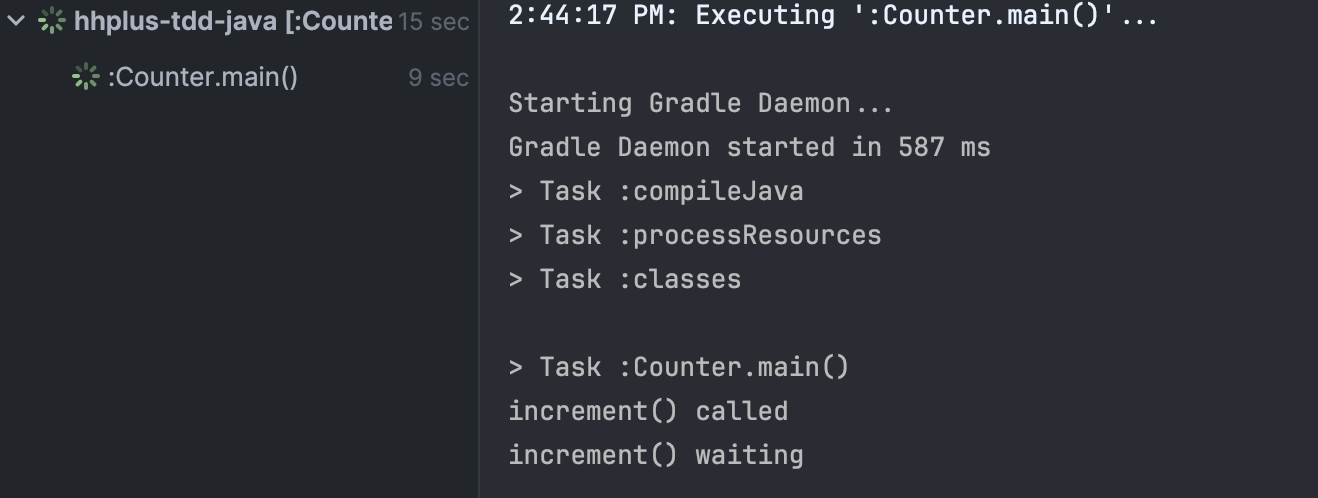 hhplus-tdd-java [:Counte 15 sec
:Counter.main() 9 sec
2:44:17 PM: Executing ':Counter.main()'...
Starting Gradle Daemon...
Gradle Daemon started in 587 ms
> Task :compileJava
> Task :processResources
> Task :classes
> Task :Counter.main()
increment() called
increment() waiting